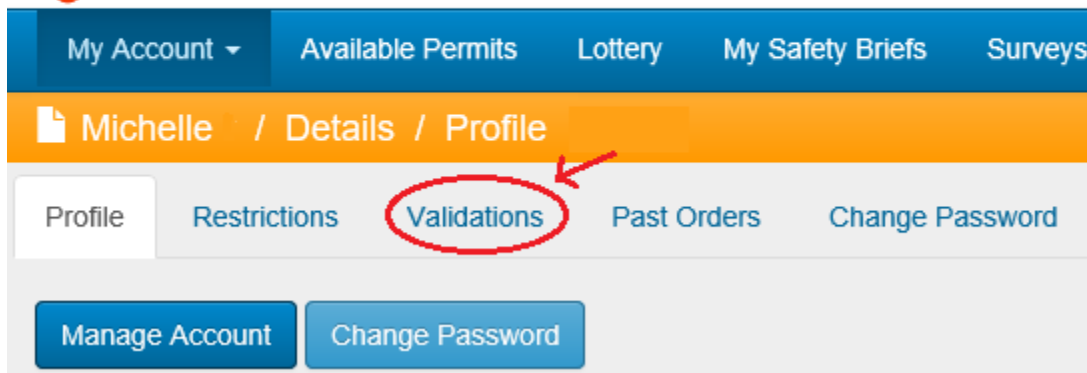 My Account Available Permits Lottery My Safety Briefs Surveys
Michelle / Details / Profile
Profile Restrictions Validations Past Orders Change Password
Manage Account Change Password